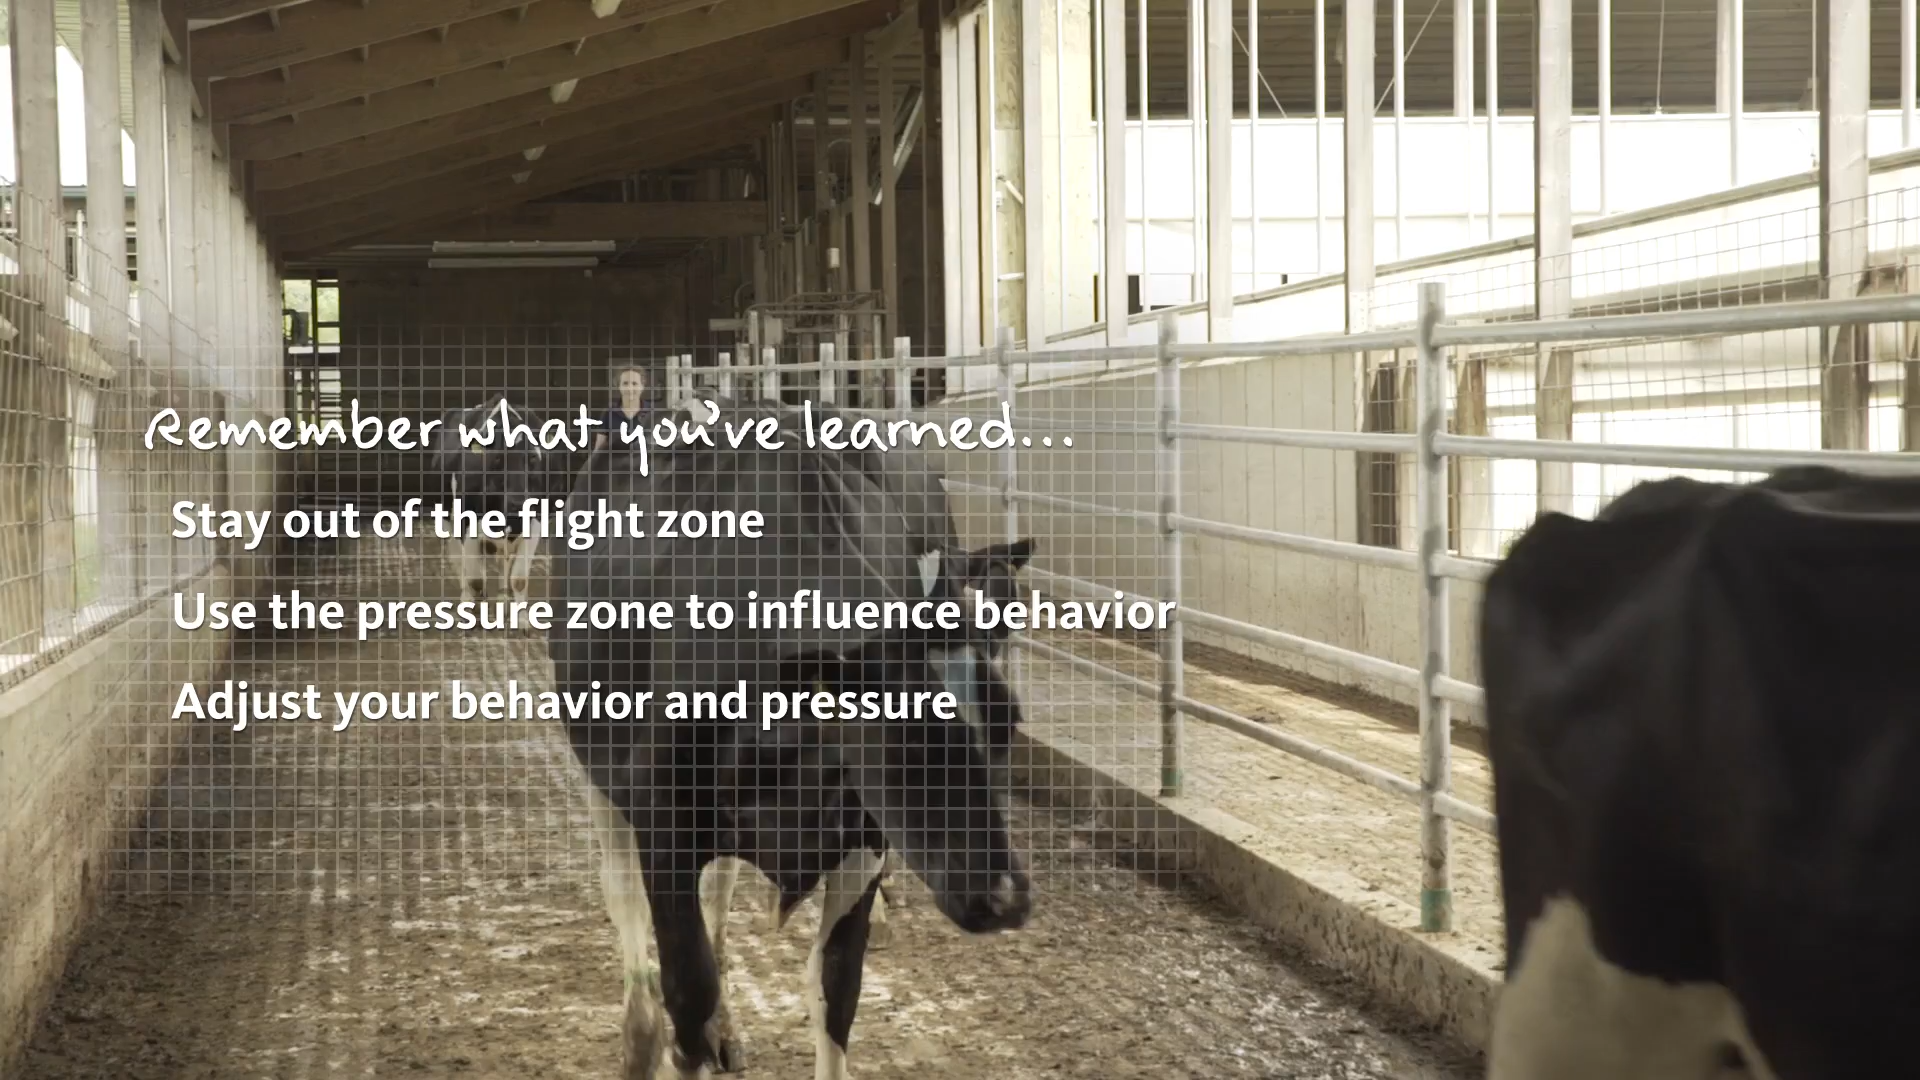 Remember what you've learned...
Stay out of the flight zone
Use the pressure zone to influence behavior
Adjust your behavior and pressure